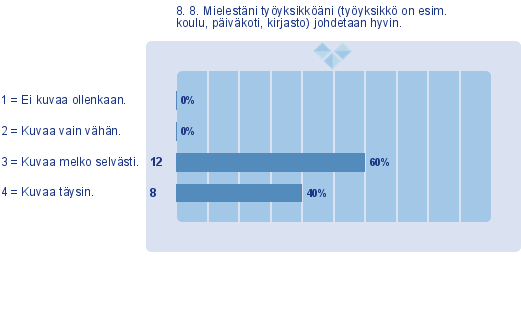 8. 8. Mielestäni työyksikköäni (työyksikkö on esim.
koulu, päiväkoti, kirjasto) johdetaan hyvin.
1 = Ei kuvaa ollenkaan. 0%
2 = Kuvaa vain vähän. 0%
3 = Kuvaa melko selvästi. 12 60%
4 = Kuvaa täysin. 8 40%